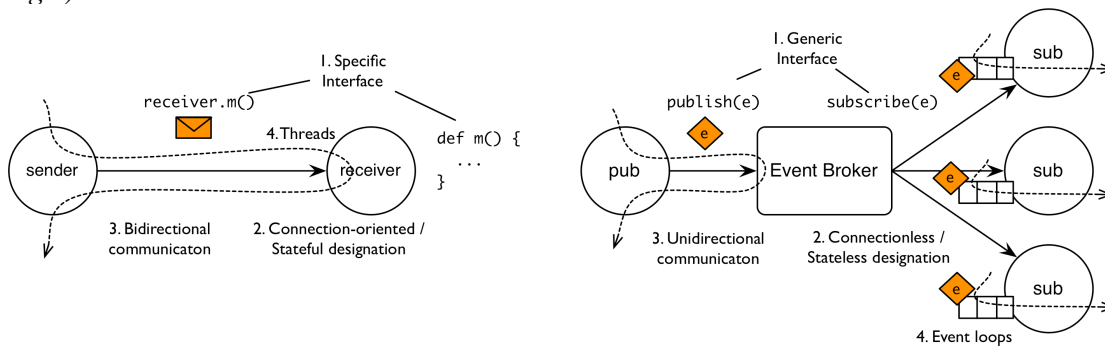 1. Specific
Interface
receiver.m()
4. Threads
def m() {
...
}
sender
receiver
3. Bidirectional
communicaton
2. Connection-oriented /
Stateful designation
1. Generic
Interface
publish(e)
subscribe(e)
e
pub
Event Broker
3. Unidirectional
communicaton
2. Connectionless /
Stateless designation
sub
e
sub
e
sub
e
4. Event loops